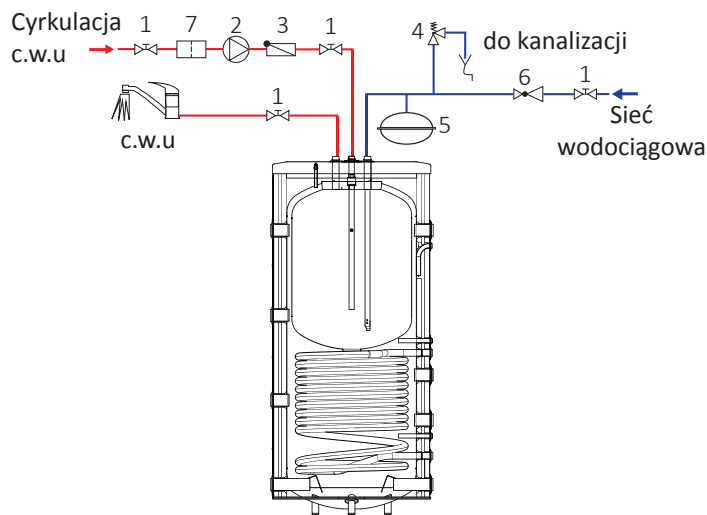 Cyrkulacja
c.w.u
1 7 2 3 1
4
do kanalizacji
6 1
5
Sieć
wodociągowa
1
c.w.u